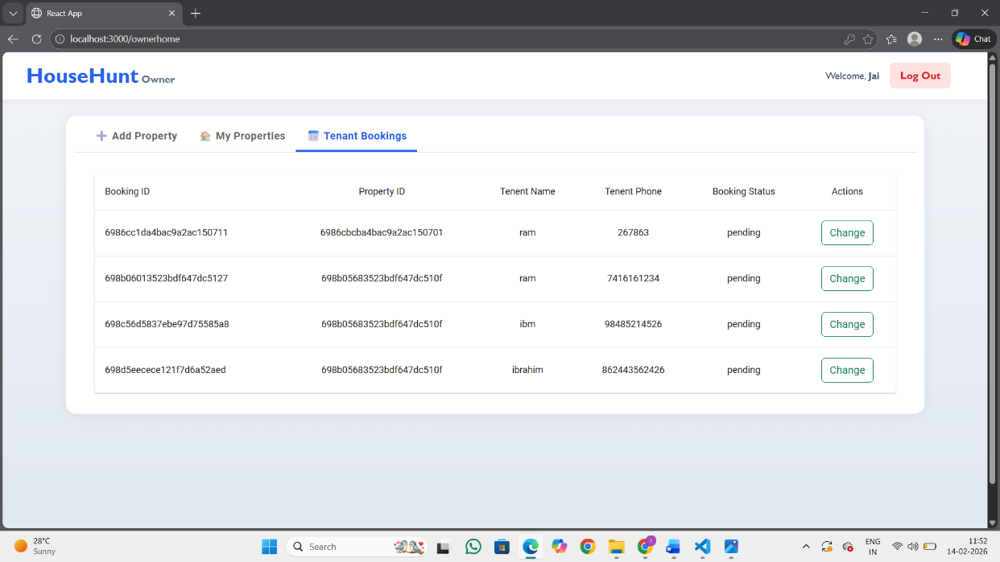 React App
localhost:3000/ownerhome
Chat
HouseHunt Owner
Welcome, Jai
Log Out
Add Property
My Properties
Tenant Bookings
Booking ID Property ID Tenent Name Tenent Phone Booking Status Actions
6986cc1da4bac9a2ac150711 6986cbcba4bac9a2ac150701 ram 267863 pending Change
698b06013523bdf647dc5127 698b05683523bdf647dc510f ram 7416161234 pending Change
698c56d5837ebe97d75585a8 698b05683523bdf647dc510f ibm 98485214526 pending Change
698d5eecece121f7d6a52aed 698b05683523bdf647dc510f ibrahim 862443562426 pending Change
28°C
Sunny
Search
ENG
IN
11:52
14-02-2026